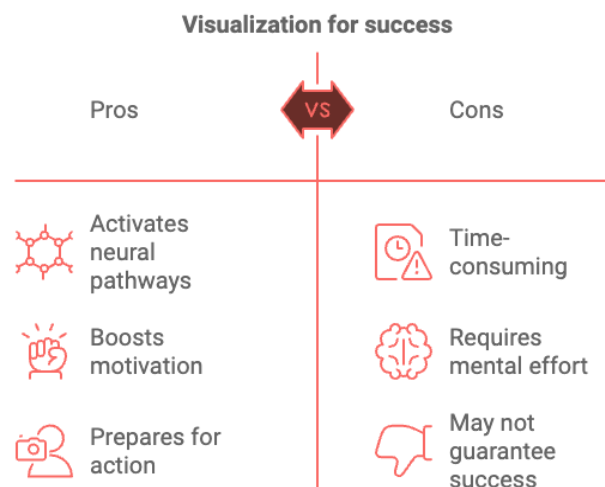 Visualization for success
Pros
VS
Cons
Activates
neural
pathways
Time-
consuming
Boosts
motivation
Requires
mental effort
Prepares for
action
May not
guarantee
success